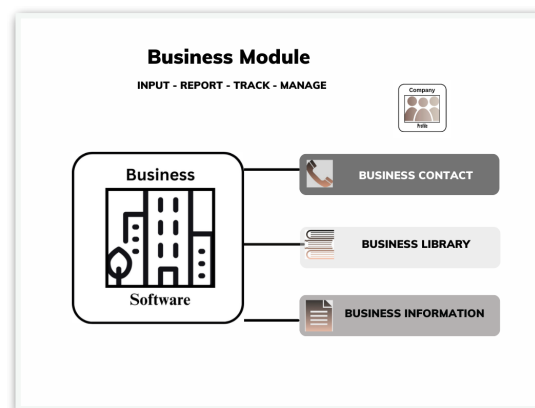 Business Module
INPUT - REPORT - TRACK - MANAGE
Company
Profile
Business
Software
BUSINESS CONTACT
BUSINESS LIBRARY
BUSINESS INFORMATION